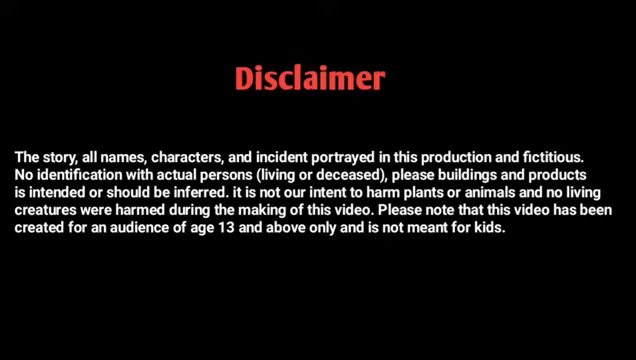 Disclaimer
The story, all names, characters, and incident portrayed in this production and fictitious.
No identification with actual persons (living or deceased), please buildings and products
is intended or should be inferred. it is not our intent to harm plants or animals and no living
creatures were harmed during the making of this video. Please note that this video has been
created for an audience of age 13 and above only and is not meant for kids.